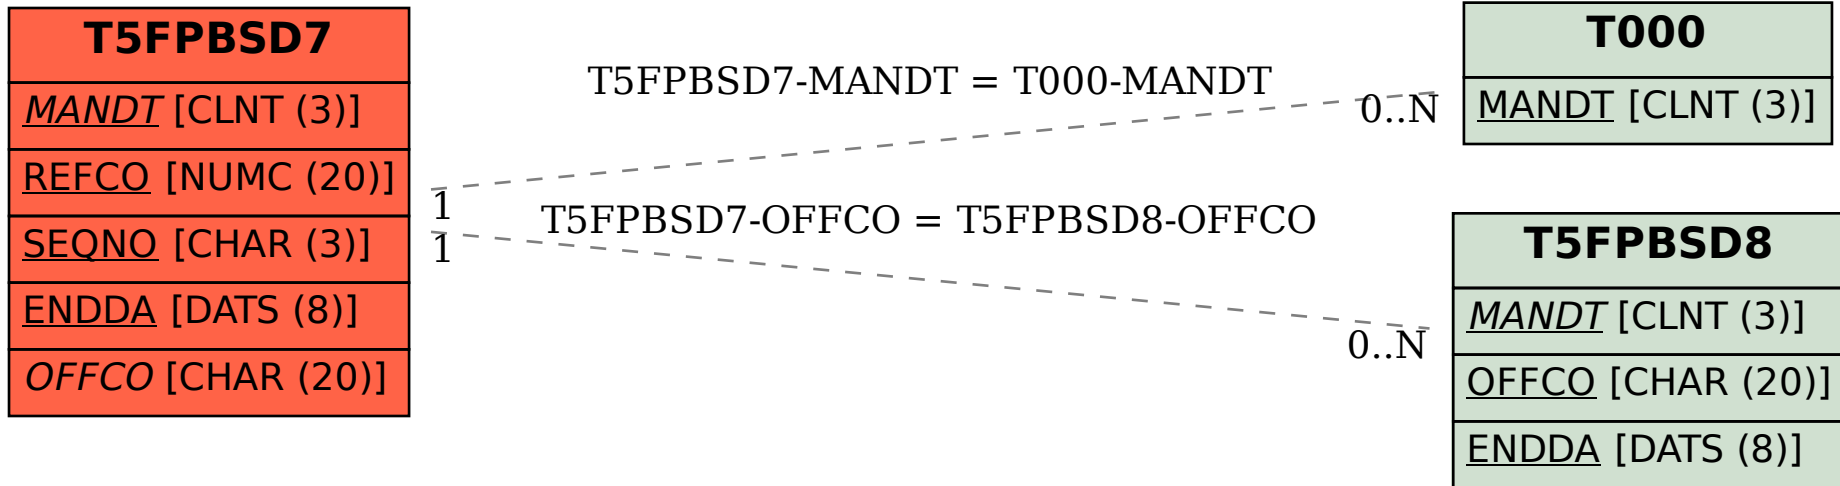 T5FPBSD7
MANDT [CLNT (3)]
REFCO [NUMC (20)]
SEQNO [CHAR (3)]
ENDDA [DATS (8)]
OFFCO [CHAR (20)]
T5FPBSD7-MANDT = T000-MANDT
0..N
1
T5FPBSD7-OFFCO = T5FPBSD8-OFFCO
1
0..N
T000
MANDT [CLNT (3)]
T5FPBSD8
MANDT [CLNT (3)]
OFFCO [CHAR (20)]
ENDDA [DATS (8)]